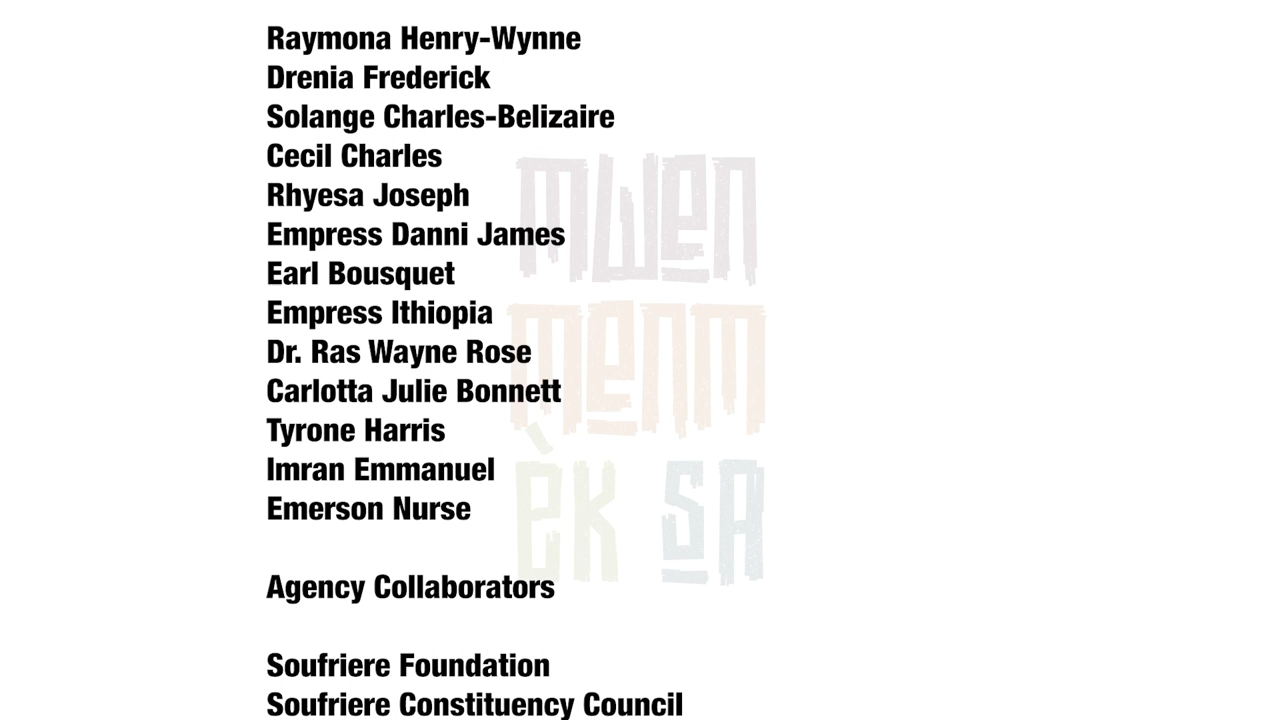 Raymona Henry-Wynne
Drenia Frederick
Solange Charles-Belizaire
Cecil Charles
Rhyesa Joseph
Empress Danni James
Earl Bousquet
Empress Ithiopia
Dr. Ras Wayne Rose
Carlotta Julie Bonnett
Tyrone Harris
Imran Emmanuel
Emerson Nurse
Agency Collaborators
Soufriere Foundation
Soufriere Constituency Council
mwen
menm
èk sa